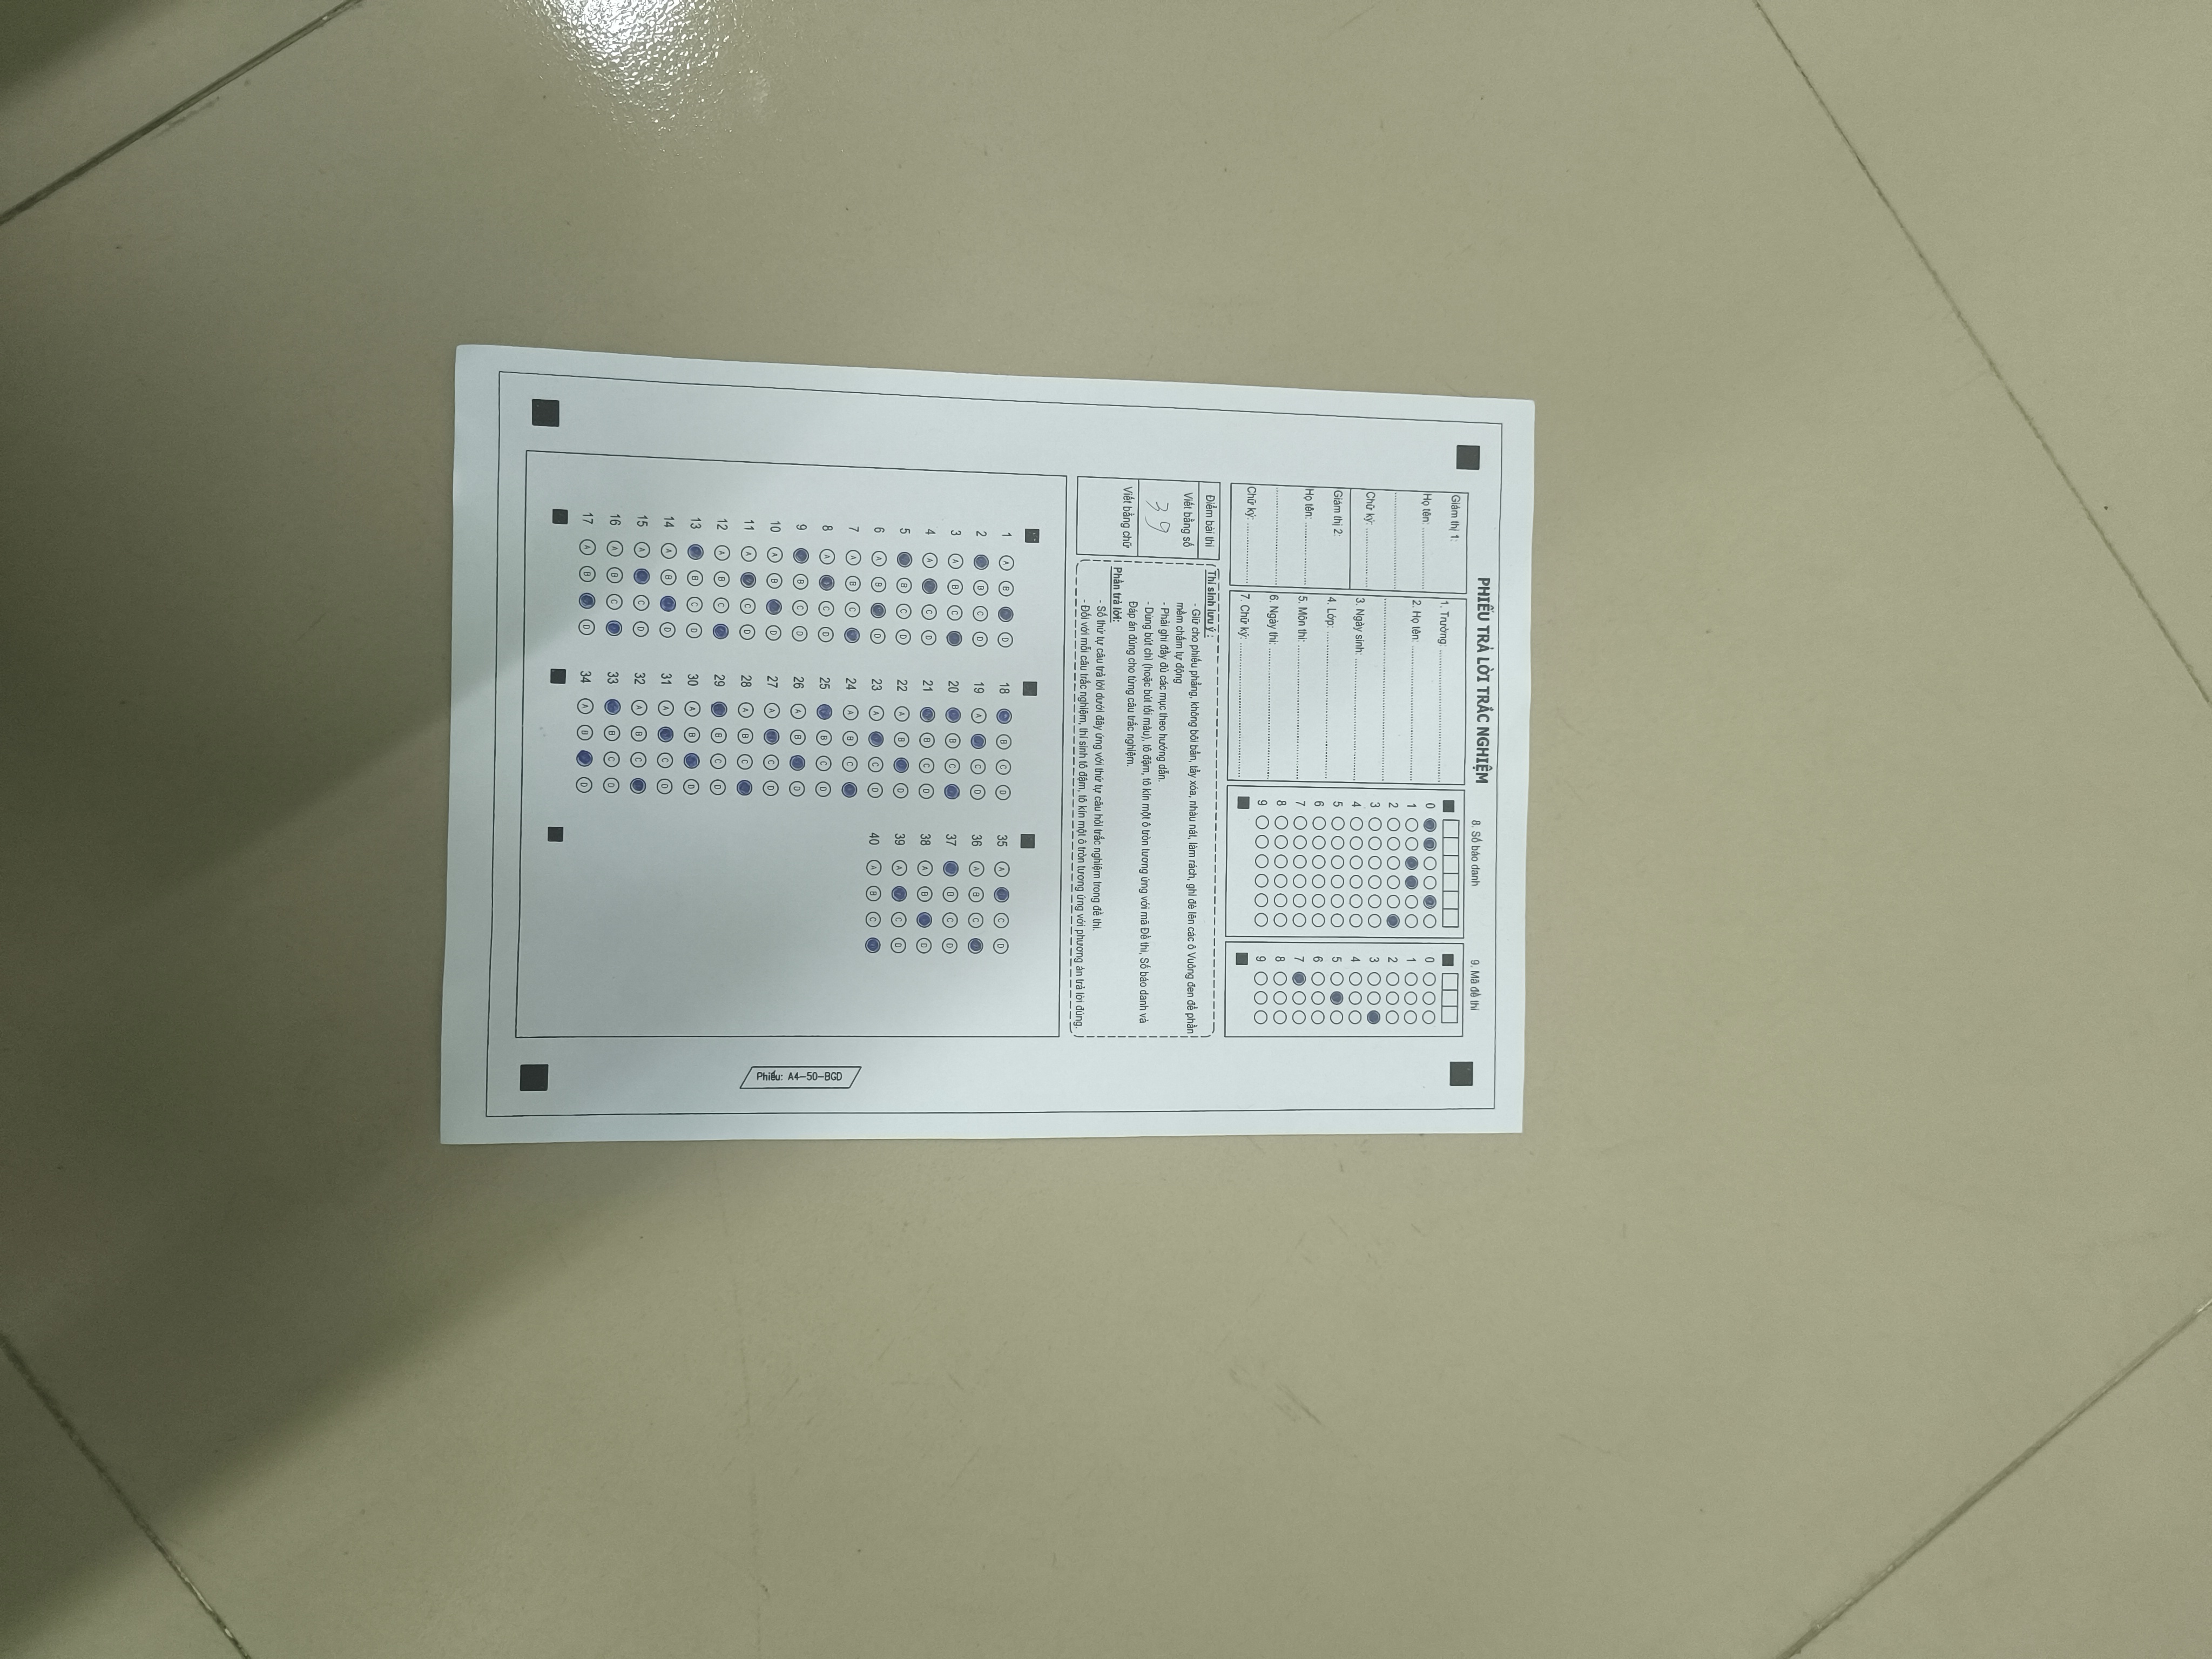 PHIẾU TRẢ LỜI TRẮC NGHIỆM
Giám thị 1:
Họ tên: ...............
.............................
Chữ ký: ................
Giám thị 2:
Họ tên: ...............
.............................
Chữ ký: ................
1. Trường: ........................................
2. Họ tên: ........................................
........................................................
3. Ngày sinh: ....................................
4. Lớp: .............................................
5. Môn thi: ........................................
6. Ngày thi: .......................................
7. Chữ ký: ........................................
8. Số báo danh
0
1
2
3
4
5
6
7
8
9
9. Mã đề thi
0
1
2
3
4
5
6
7
8
9
Điểm bài thi
Viết bằng số
39
Viết bằng chữ
Thí sinh lưu ý :
- Giữ cho phiếu phẳng, không bôi bẩn, tẩy xóa, nhàu nát, làm rách, ghi đè lên các ô Vuông đen để phần
mềm chấm tự động
- Phải ghi đầy đủ các mục theo hướng dẫn.
- Dùng bút chì (hoặc bút tối màu), tô đậm, tô kín một ô tròn tương ứng với mã Đề thi, Số báo danh và
Đáp án đúng cho từng câu trắc nghiệm.
Phần trả lời:
- Số thứ tự câu trả lời dưới đây ứng với thứ tự câu hỏi trắc nghiệm trong đề thi.
- Đối với mỗi câu trắc nghiệm, thí sinh tô đậm, tô kín một ô tròn tương ứng với phương án trả lời đúng.
1 A B D
2 B C D
3 A B C
4 A C D
5 B C D
6 A B D
7 A B C
8 A C D
9 B C D
10 A B D
11 A C D
12 A B C
13 B C D
14 A B D
15 A C D
16 A B C
17 A B D
18 B C D
19 A C D
20 B C
21 B C D
22 A B D
23 A C D
24 A B C
25 B C D
26 A B D
27 A C D
28 A B C
29 B C D
30 A B D
31 A C D
32 A B C
33 B C D
34 A B D
35 A C D
36 A B C
37 B C D
38 A B D
39 A C D
40 A B C
Phiếu: A4-50-BGD